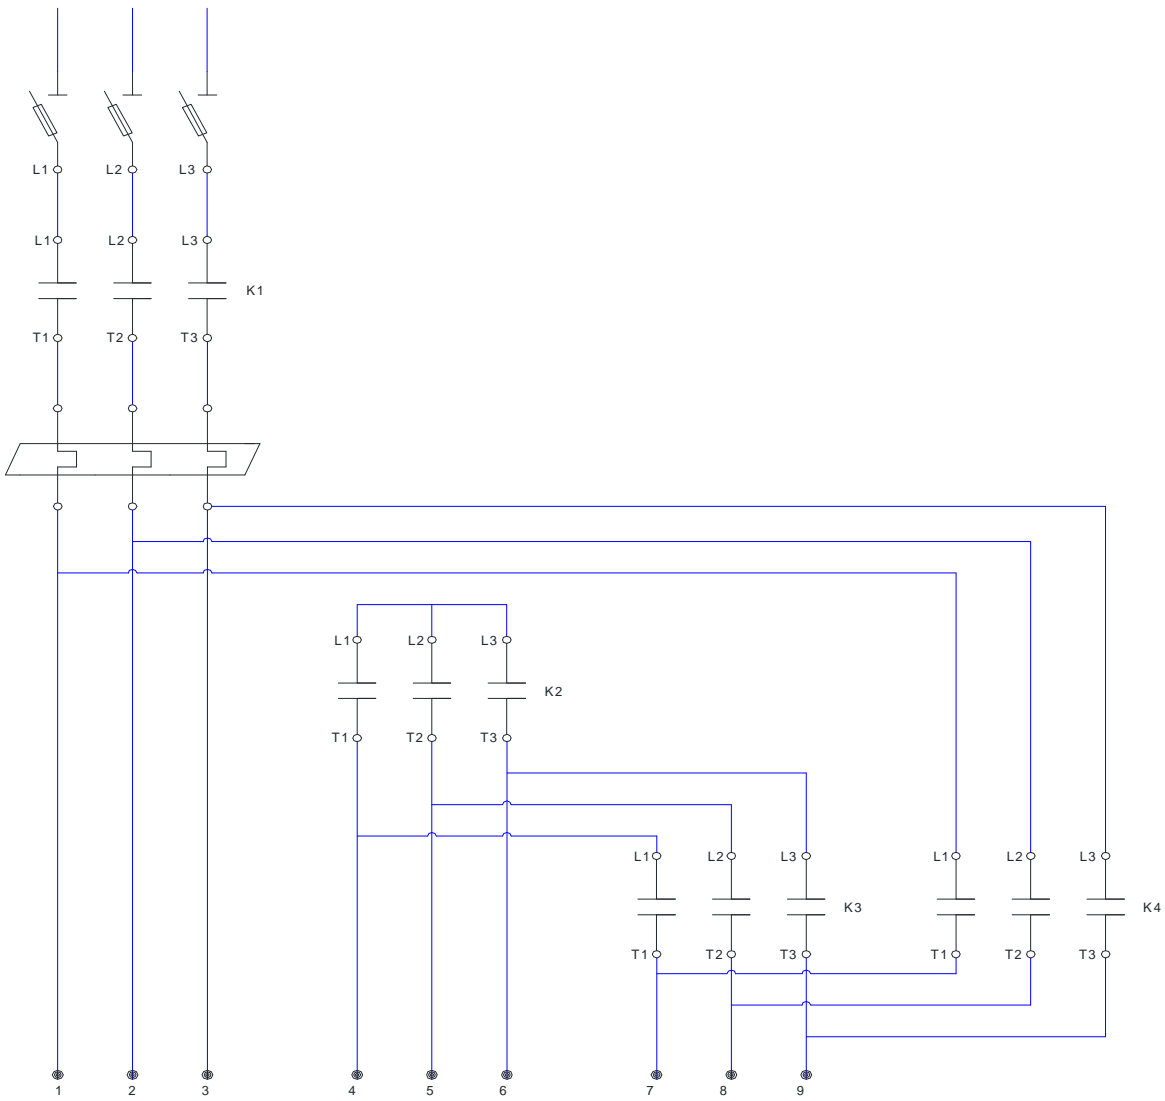 L1 L2 L3
L1 L2 L3
K1
T1 T2 T3
L1 L2 L3
K2
T1 T2 T3
L1 L2 L3 L1 L2 L3
K3 K4
T1 T2 T3 T1 T2 T3
1 2 3 4 5 6 7 8 9